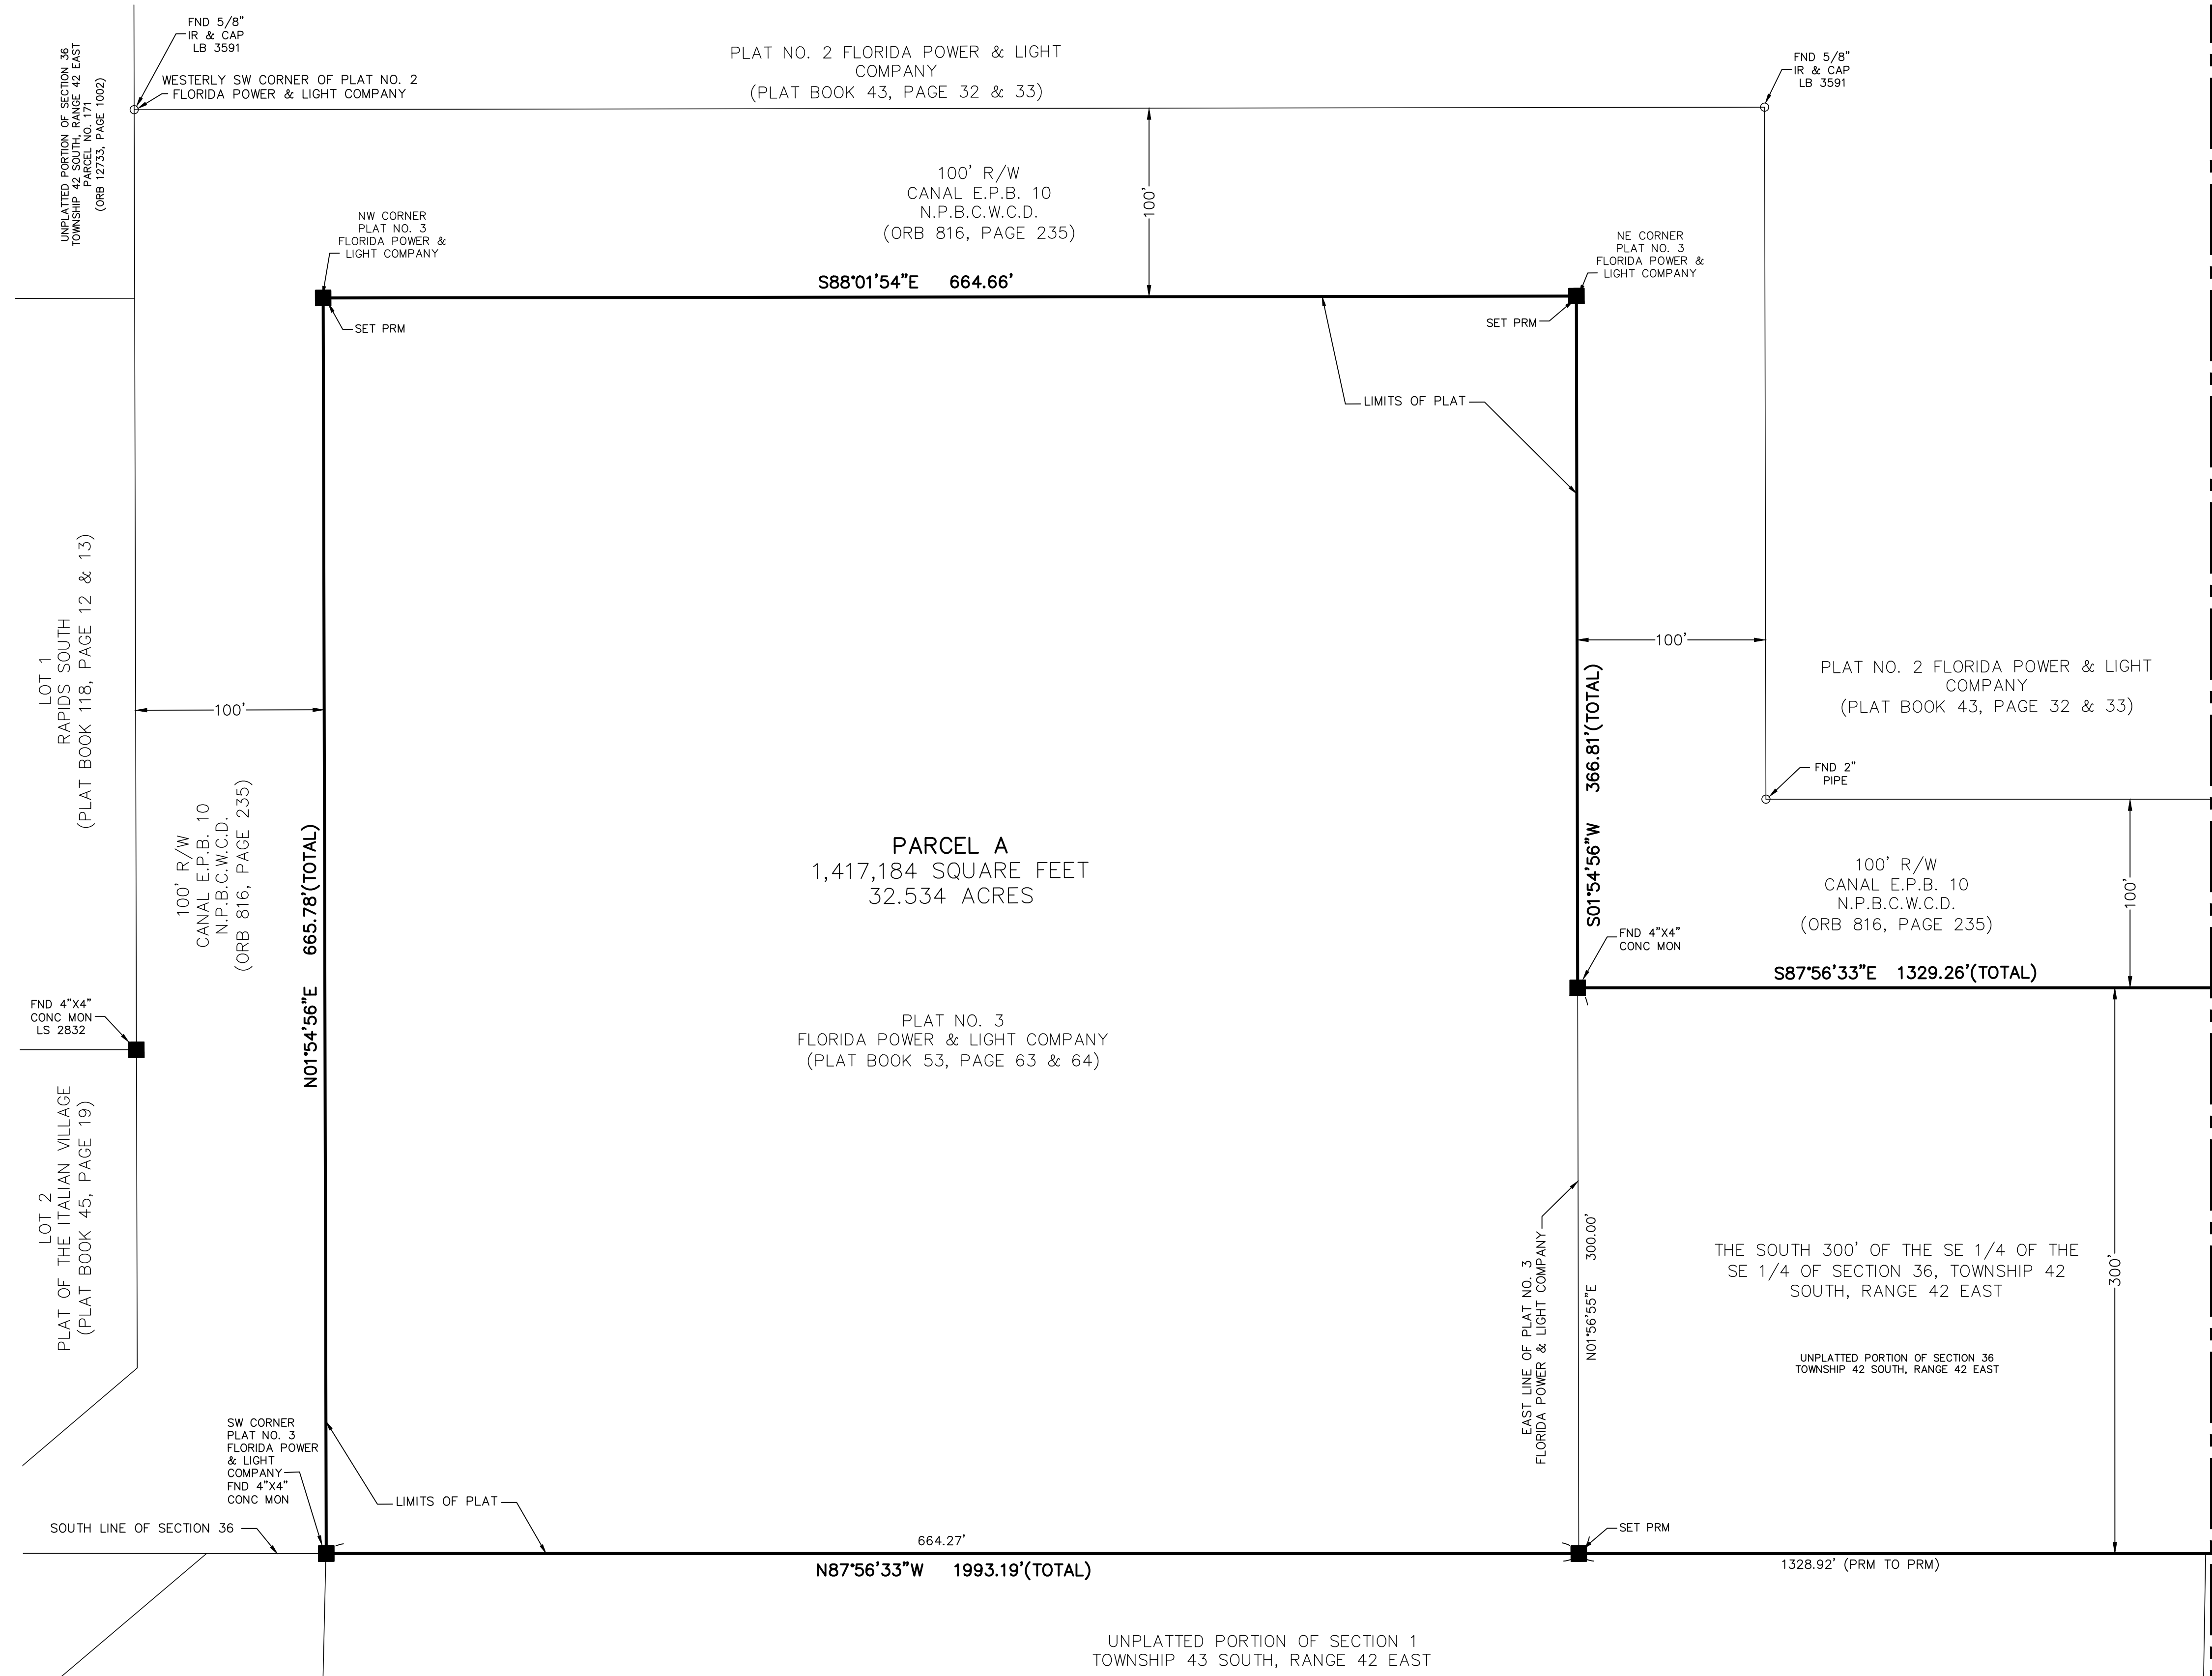 FND 5/8"
IR & CAP
LB 3591
WESTERLY SW CORNER OF PLAT NO. 2
FLORIDA POWER & LIGHT COMPANY
UNPLATTED PORTION OF SECTION 36
TOWNSHIP 42 SOUTH, RANGE 42 EAST
PARCEL NO. 171
(ORB 12733, PAGE 1002)
PLAT NO. 2 FLORIDA POWER & LIGHT
COMPANY
(PLAT BOOK 43, PAGE 32 & 33)
FND 5/8"
IR & CAP
LB 3591
100' R/W
CANAL E.P.B. 10
N.P.B.C.W.C.D.
(ORB 816, PAGE 235)
100'
NW CORNER
PLAT NO. 3
FLORIDA POWER &
LIGHT COMPANY
NE CORNER
PLAT NO. 3
FLORIDA POWER &
LIGHT COMPANY
S88°01'54"E 664.66'
SET PRM
SET PRM
LIMITS OF PLAT
LOT 1
RAPIDS SOUTH
(PLAT BOOK 118, PAGE 12 & 13)
100'
100' R/W
CANAL E.P.B. 10
N.P.B.C.W.C.D.
(ORB 816, PAGE 235)
N01°54'56"E 665.78'(TOTAL)
100'
S01°54'56"W 366.81'(TOTAL)
PLAT NO. 2 FLORIDA POWER & LIGHT
COMPANY
(PLAT BOOK 43, PAGE 32 & 33)
FND 2"
PIPE
PARCEL A
1,417,184 SQUARE FEET
32.534 ACRES
100' R/W
CANAL E.P.B. 10
N.P.B.C.W.C.D.
(ORB 816, PAGE 235)
100'
FND 4"X4"
CONC MON
S87°56'33"E 1329.26'(TOTAL)
FND 4"X4"
CONC MON
LS 2832
PLAT NO. 3
FLORIDA POWER & LIGHT COMPANY
(PLAT BOOK 53, PAGE 63 & 64)
LOT 2
PLAT OF THE ITALIAN VILLAGE
(PLAT BOOK 45, PAGE 19)
EAST LINE OF PLAT NO. 3
FLORIDA POWER & LIGHT COMPANY
N01°56'55"E 300.00'
THE SOUTH 300' OF THE SE 1/4 OF THE
SE 1/4 OF SECTION 36, TOWNSHIP 42
SOUTH, RANGE 42 EAST
300'
UNPLATTED PORTION OF SECTION 36
TOWNSHIP 42 SOUTH, RANGE 42 EAST
SW CORNER
PLAT NO. 3
FLORIDA POWER
& LIGHT
COMPANY
FND 4"X4"
CONC MON
LIMITS OF PLAT
SOUTH LINE OF SECTION 36
664.27'
SET PRM
N87°56'33"W 1993.19'(TOTAL)
1328.92' (PRM TO PRM)
UNPLATTED PORTION OF SECTION 1
TOWNSHIP 43 SOUTH, RANGE 42 EAST